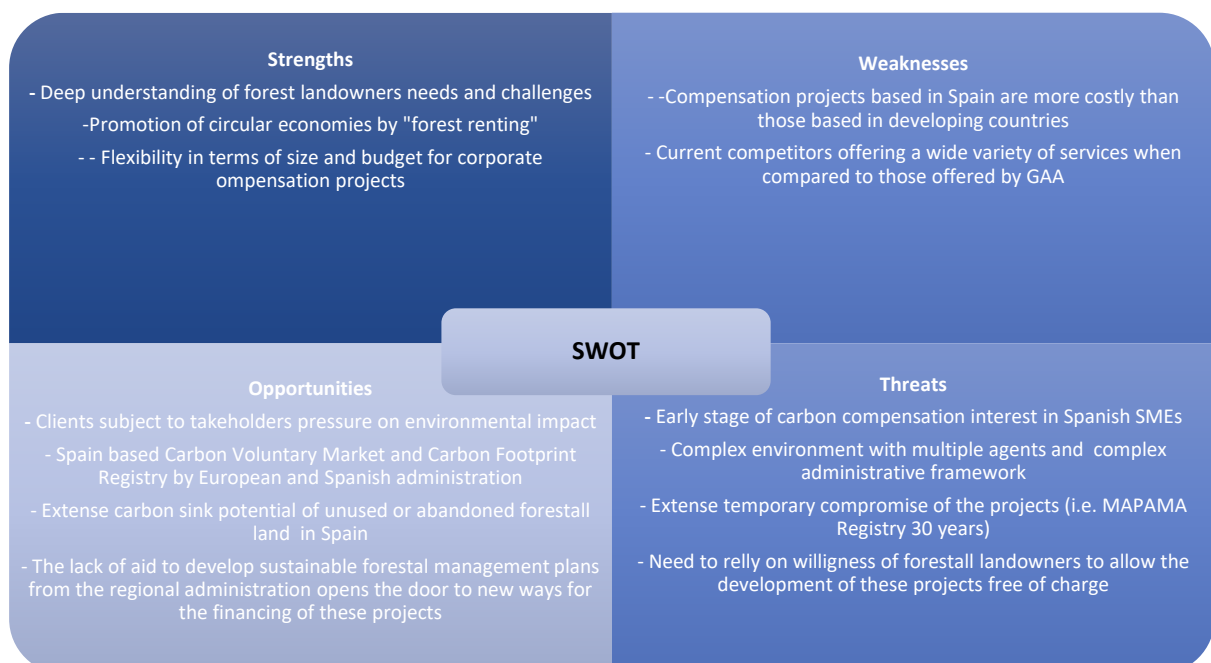 Strengths
- Deep understanding of forest landowners needs and challenges
-Promotion of circular economies by "forest renting"
- - Flexibility in terms of size and budget for corporate
ompensation projects
Weaknesses
- -Compensation projects based in Spain are more costly than
those based in developing countries
- Current competitors offering a wide variety of services when
compared to those offered by GAA
SWOT
Opportunities
- Clients subject to takeholders pressure on environmental impact
- Spain based Carbon Voluntary Market and Carbon Footprint
Registry by European and Spanish administration
- Extense carbon sink potential of unused or abandoned forestall
land in Spain
- The lack of aid to develop sustainable forestal management plans
from the regional administration opens the door to new ways for
the financing of these projects
Threats
- Early stage of carbon compensation interest in Spanish SMEs
- Complex environment with multiple agents and complex
administrative framework
- Extense temporary compromise of the projects (i.e. MAPAMA
Registry 30 years)
- Need to rely on willigness of forestall landowners to allow the
development of these projects free of charge